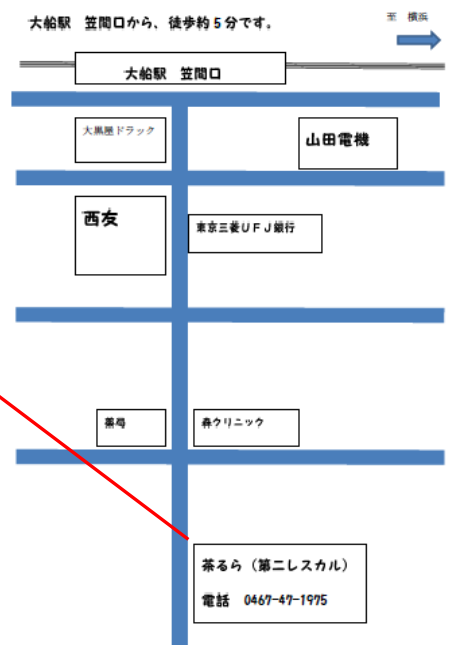 大船駅 笠間口から、徒歩約5分です。
至 横浜
大船駅 笠間口
大黒屋ドラック
山田電機
西友
東京三菱UFJ銀行
薬局
森クリニック
茶るら(第二レスカル)
電話 0467-47-1975